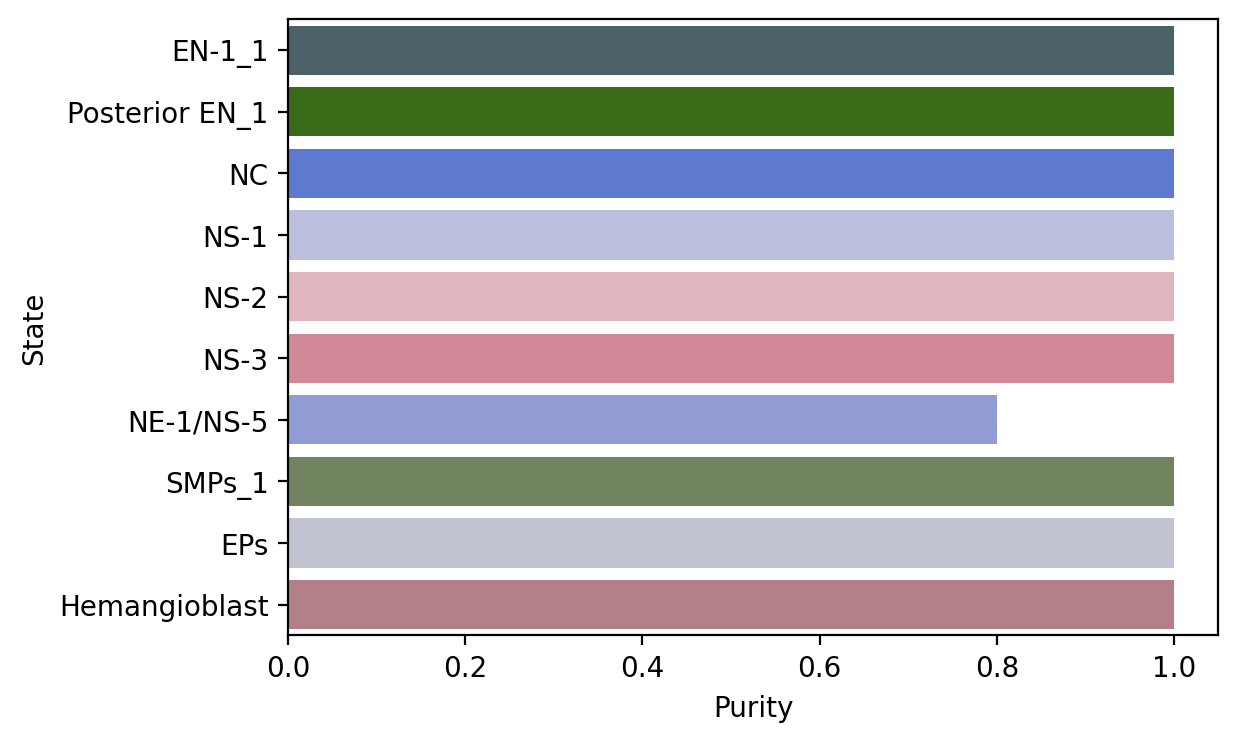 EN-1_1
Posterior EN_1
NC
NS-1
NS-2
NS-3
NE-1/NS-5
SMPs_1
EPs
Hemangioblast
State
0.0 0.2 0.4 0.6 0.8 1.0
Purity